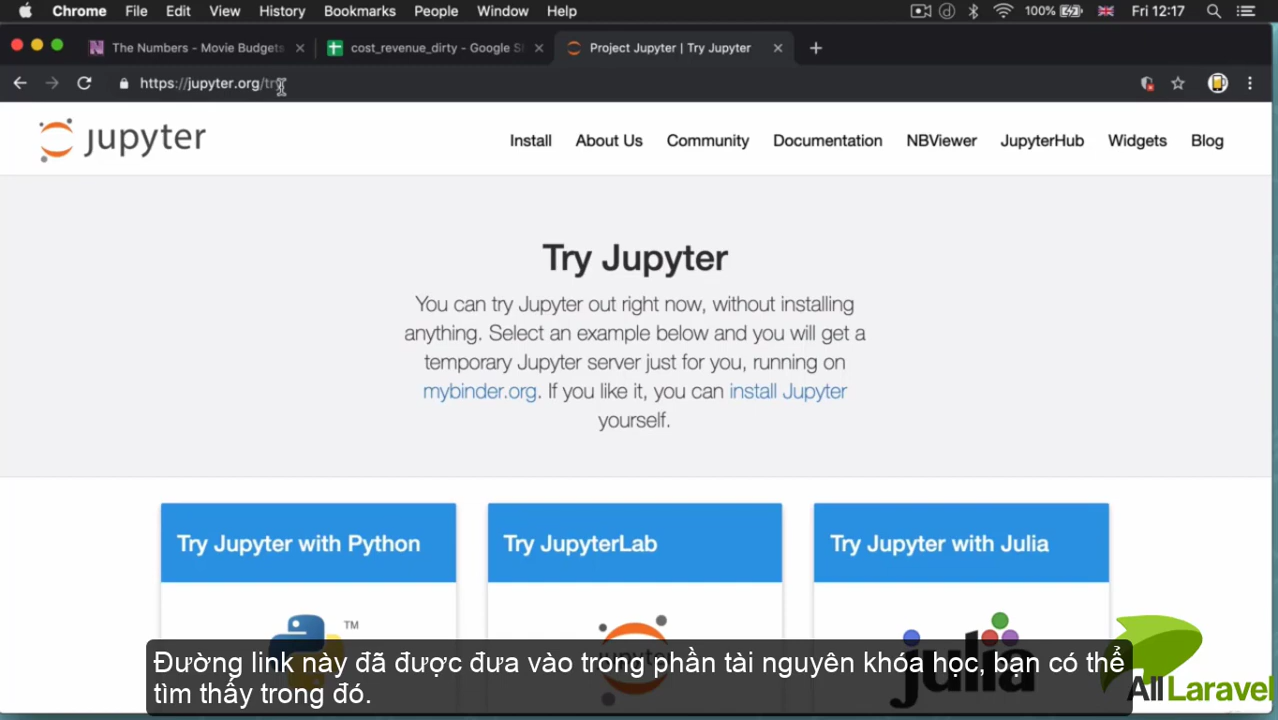 Chrome File Edit View History Bookmarks People Window Help 100% Fri 12:17
The Numbers - Movie Budgets
cost_revenue_dirty - Google Sh
Project Jupyter | Try Jupyter
https://jupyter.org/try
jupyter
Install About Us Community Documentation NBViewer JupyterHub Widgets Blog
Try Jupyter
You can try Jupyter out right now, without installing
anything. Select an example below and you will get a
temporary Jupyter server just for you, running on
mybinder.org. If you like it, you can install Jupyter
yourself.
Try Jupyter with Python
Try JupyterLab
Try Jupyter with Julia
TM
jupyter
julia
Đường link này đã được đưa vào trong phần tài nguyên khóa học, bạn có thể
tìm thấy trong đó.
AllLaravel